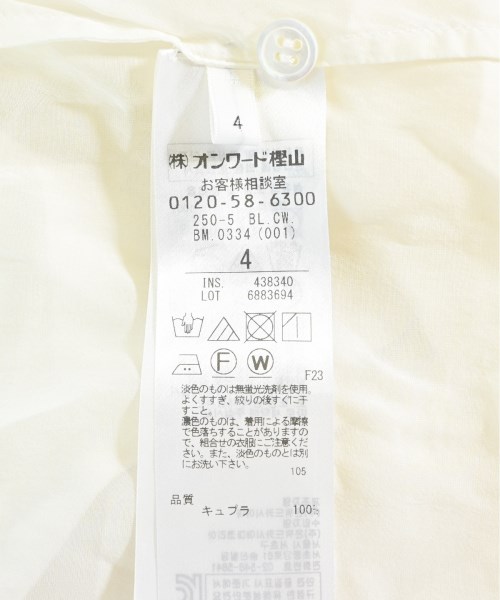 4
㈱オンワード樫山
お客様相談室
0120-58-6300
250-5 BL.CW.
BM.0334 (001)
4
INS. 438340
LOT 6883694
F W
F23
淡色のものは無蛍光洗剤を使用。
よくすすぎ、絞りの後すぐに干
すこと。
濃色のものは、着用による摩擦
で色落ちすることがありますの
で、組合せの衣服にご注意くださ
い。また、淡色のものとは別
にお洗い下さい。
105
品質
キュプラ 100%